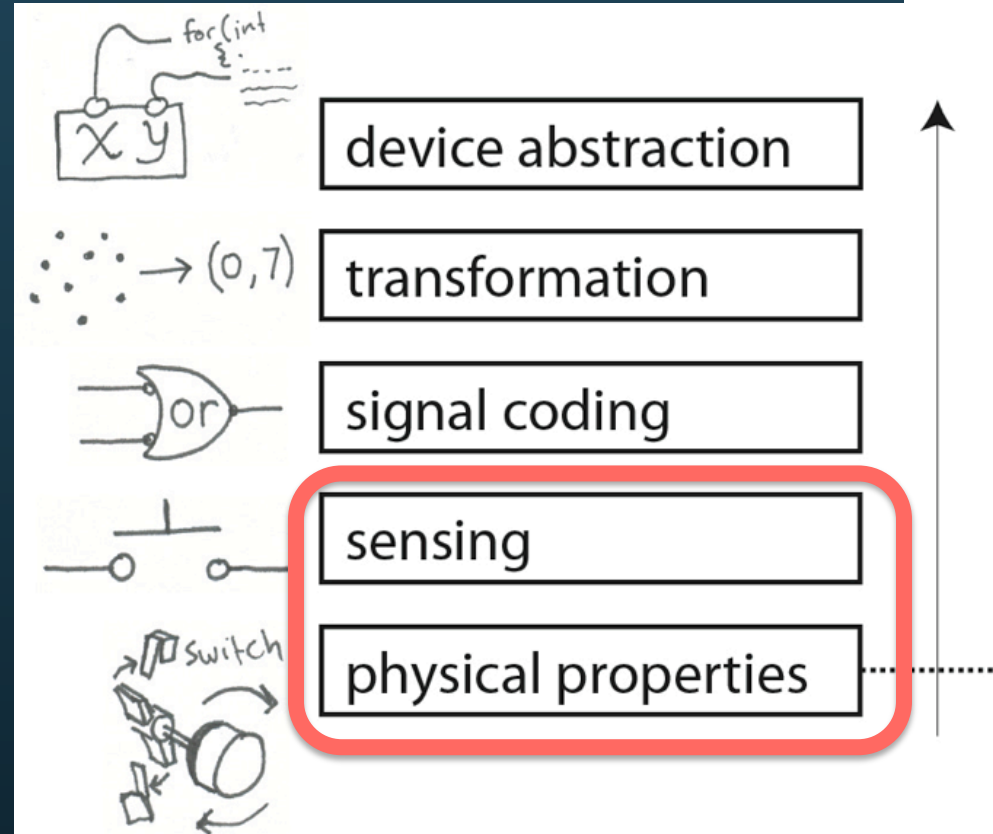 for(int
{.
X y
device abstraction
→ (0,7)
transformation
or
signal coding
sensing
switch
physical properties